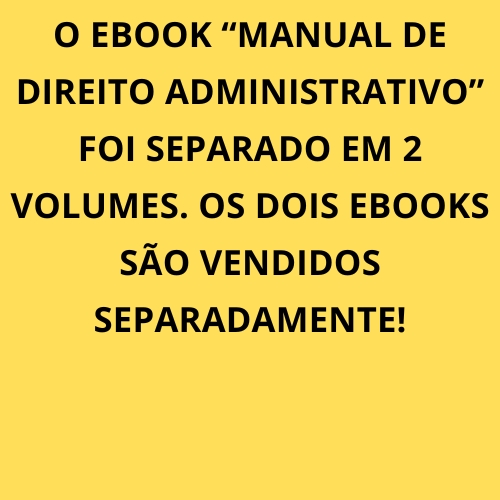 O EBOOK “MANUAL DE
DIREITO ADMINISTRATIVO”
FOI SEPARADO EM 2
VOLUMES. OS DOIS EBOOKS
SÃO VENDIDOS
SEPARADAMENTE!